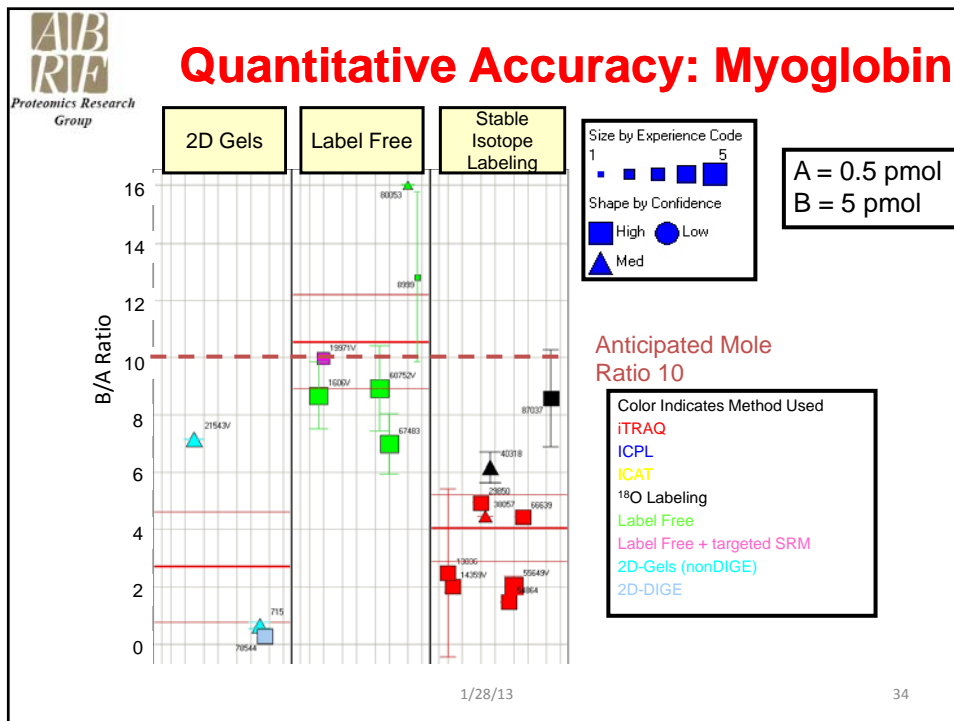 ABRF
Proteomics Research
Group
Quantitative Accuracy: Myoglobin
2D Gels
Label Free
Stable
Isotope
Labeling
Size by Experience Code
1 5
Shape by Confidence
High Low
Med
A = 0.5 pmol
B = 5 pmol
B/A Ratio
16
14
12
10
8
6
4
2
0
80053
8999
19971V
1606V
60752V
67483
21543V
715
78544
87037
40318
29850
38057
66639
13836
14359V
55649V
Anticipated Mole
Ratio 10
Color Indicates Method Used
iTRAQ
ICPL
ICAT
18O Labeling
Label Free
Label Free + targeted SRM
2D-Gels (nonDIGE)
2D-DIGE
1/28/13
34